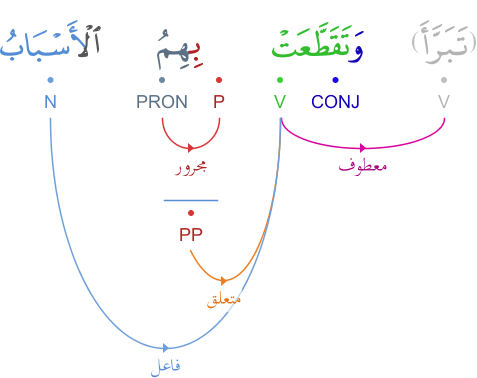 (تَبَرَّأَ) وَتَقَطَّعَتْ بِهِمُ ٱلْأَسْبَابُ
V CONJ V P PRON N
معطوف
مجرور
PP
متعلق
فاعل